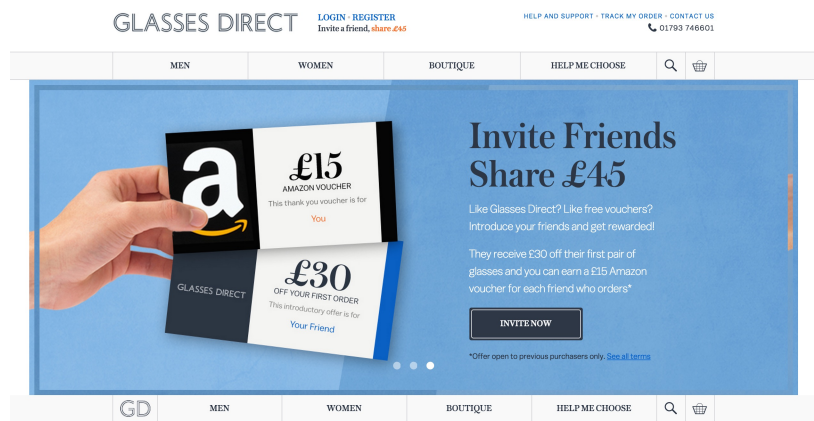 GLASSES DIRECT
LOGIN - REGISTER
Invite a friend, share £45
HELP AND SUPPORT - TRACK MY ORDER - CONTACT US
01793 746601
MEN
WOMEN
BOUTIQUE
HELP ME CHOOSE
a
£15
AMAZON VOUCHER
This thank you voucher is for
You
GLASSES DIRECT
£30
OFF YOUR FIRST ORDER
This introductory offer is for
Your Friend
Invite Friends
Share £45
Like Glasses Direct? Like free vouchers?
Introduce your friends and get rewarded!
They receive £30 off their first pair of
glasses and you can earn a £15 Amazon
voucher for each friend who orders*
INVITE NOW
*Offer open to previous purchasers only. See all terms
GD
MEN
WOMEN
BOUTIQUE
HELP ME CHOOSE